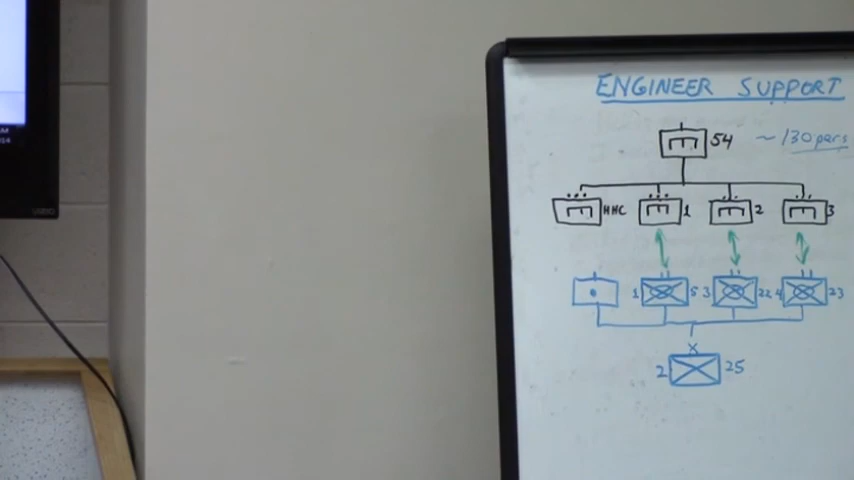 ENGINEER SUPPORT
54 ~ 130 pers
HHC 1 2 3
1 5 3 22 4 23
2 25